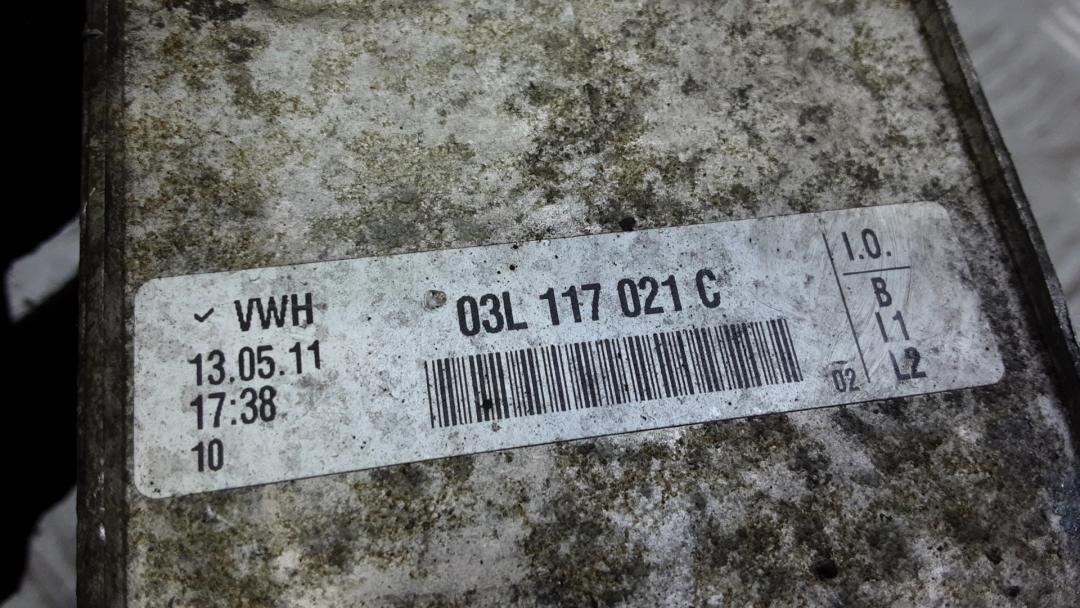 ✓ VWH
13.05.11
17:38
10
03L 117 021 C
02
I.O.
B
I1
L2